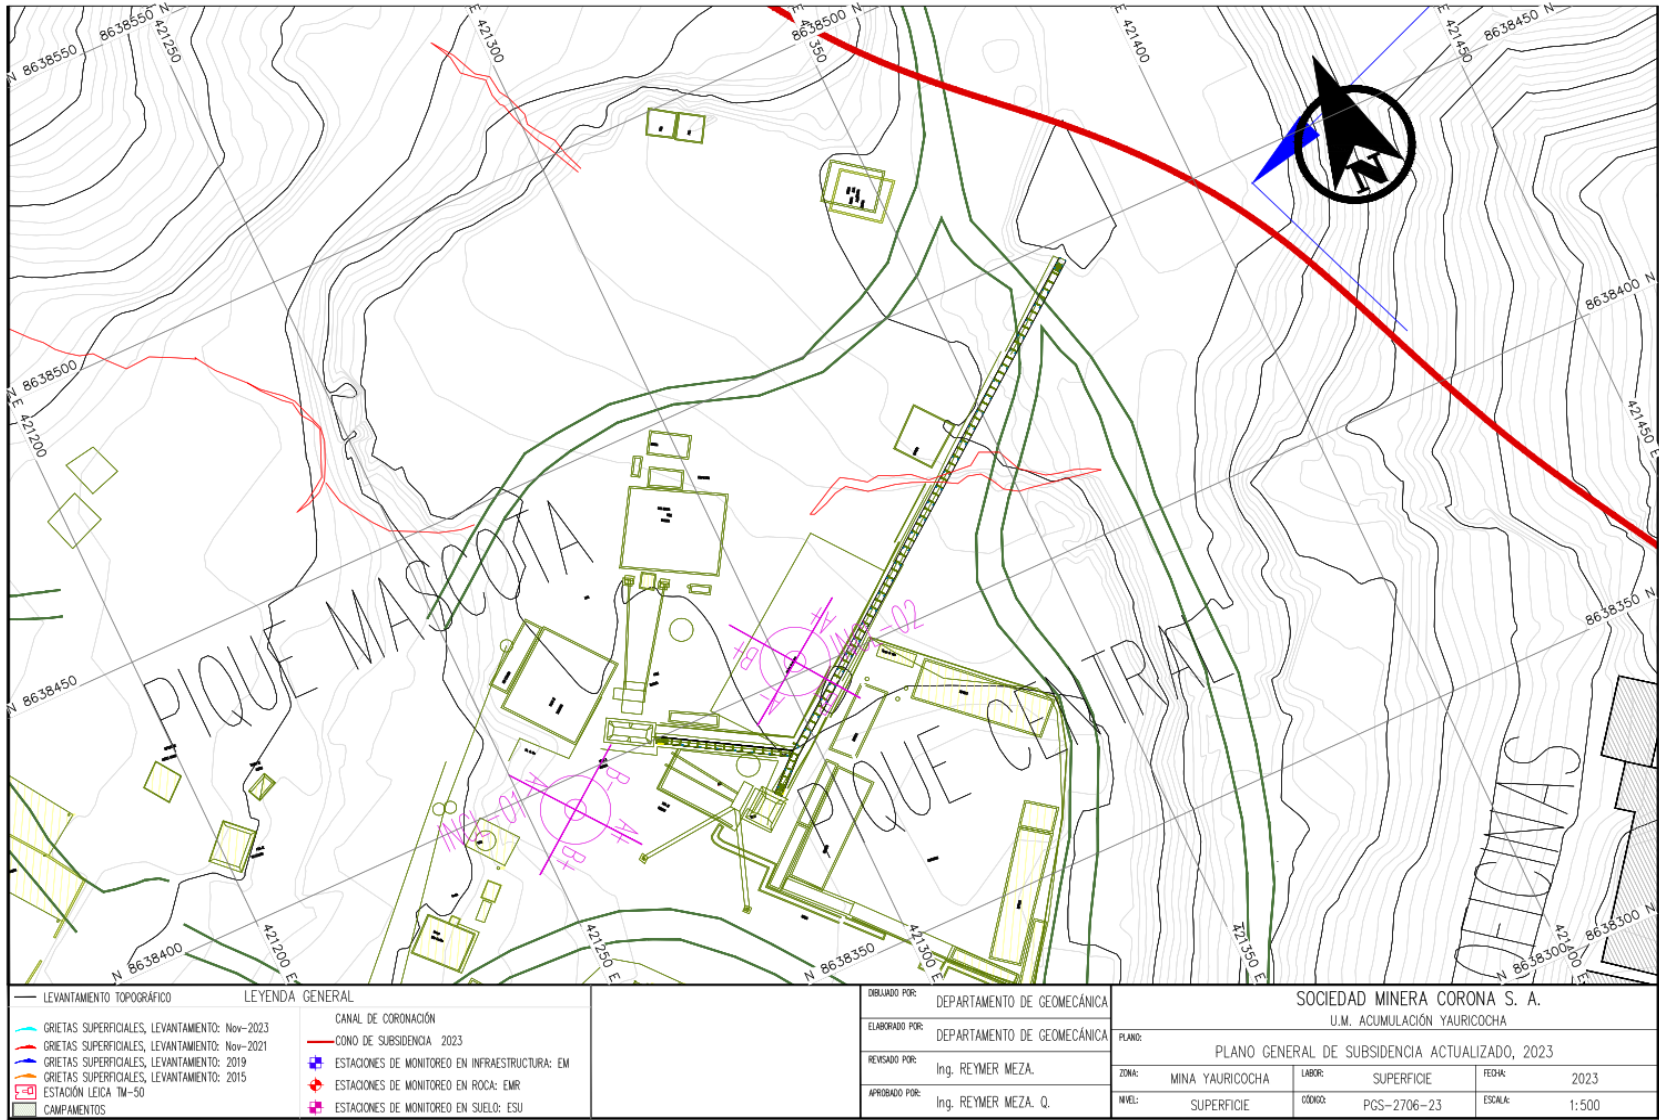 8638550 N
N 8638550
421250
E 421300
8638500 N
E 421350
E 421400
E 421450
8638450 N
N
8638400 N
N 8638500
E 421200
421450 E
8638350 N
PIQUE MASCOTA
INCL-02
A+
B+
A-
N 8638450
PIQUE CENTRAL
INCL-01
A-
B-
A+
B+
OFICINAS
N 8638400
421200 E
421250 E
N 8638350
421300 E
421350 E
N 8638300
421400 E
8638300 N
LEYENDA GENERAL
LEVANTAMIENTO TOPOGRÁFICO
GRIETAS SUPERFICIALES, LEVANTAMIENTO: Nov-2023
GRIETAS SUPERFICIALES, LEVANTAMIENTO: Nov-2021
GRIETAS SUPERFICIALES, LEVANTAMIENTO: 2019
GRIETAS SUPERFICIALES, LEVANTAMIENTO: 2015
ESTACIÓN LEICA TM-50
CAMPAMENTOS
CANAL DE CORONACIÓN
CONO DE SUBSIDENCIA 2023
ESTACIONES DE MONITOREO EN INFRAESTRUCTURA: EM
ESTACIONES DE MONITOREO EN ROCA: EMR
ESTACIONES DE MONITOREO EN SUELO: ESU
DIBUJADO POR: DEPARTAMENTO DE GEOMECÁNICA
ELABORADO POR: DEPARTAMENTO DE GEOMECÁNICA
REVISADO POR: Ing. REYMER MEZA.
APROBADO POR: Ing. REYMER MEZA. Q.
SOCIEDAD MINERA CORONA S. A.
U.M. ACUMULACIÓN YAURICOCHA
PLANO:
PLANO GENERAL DE SUBSIDENCIA ACTUALIZADO, 2023
ZONA: MINA YAURICOCHA LABOR: SUPERFICIE FECHA: 2023
NIVEL: SUPERFICIE CÓDIGO: PGS-2706-23 ESCALA: 1:500